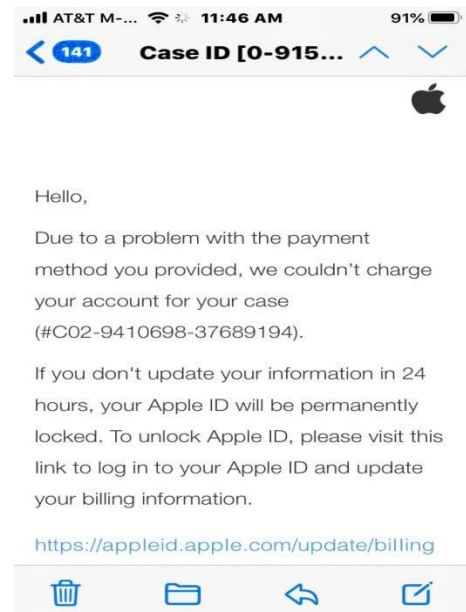 AT&T M-... 11:46 AM 91%
141 Case ID [0-915...
Hello,
Due to a problem with the payment
method you provided, we couldn't charge
your account for your case
(#C02-9410698-37689194).
If you don't update your information in 24
hours, your Apple ID will be permanently
locked. To unlock Apple ID, please visit this
link to log in to your Apple ID and update
your billing information.
https://appleid.apple.com/update/billing